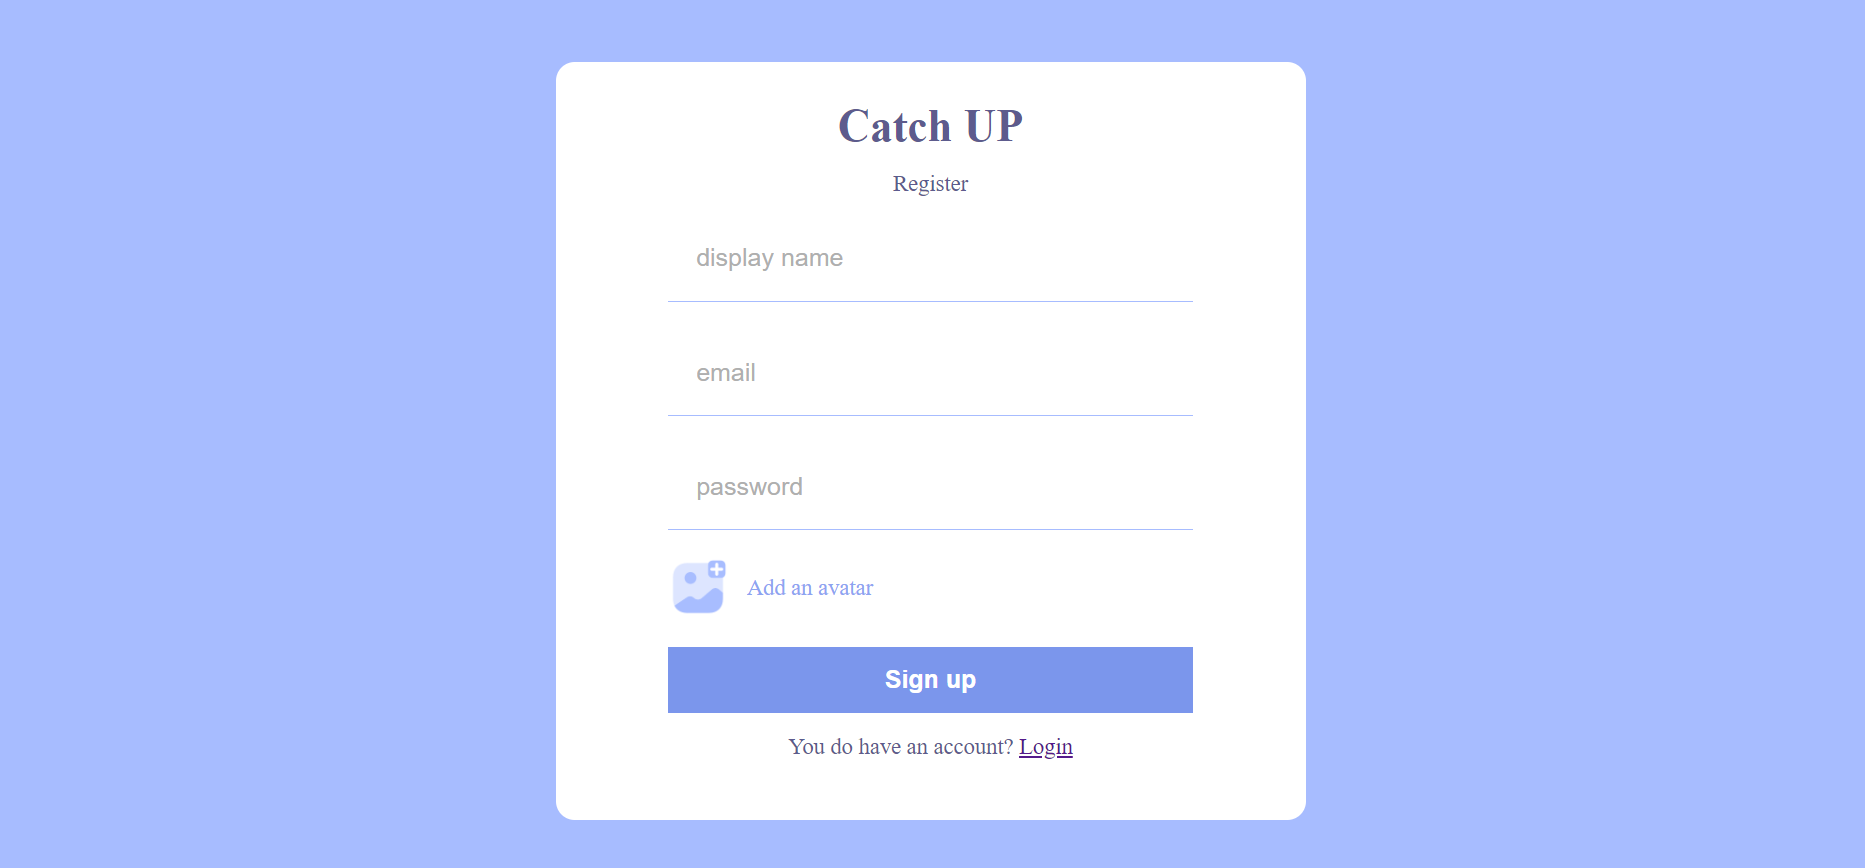 Catch UP
Register
display name
email
password
Add an avatar
Sign up
You do have an account? Login